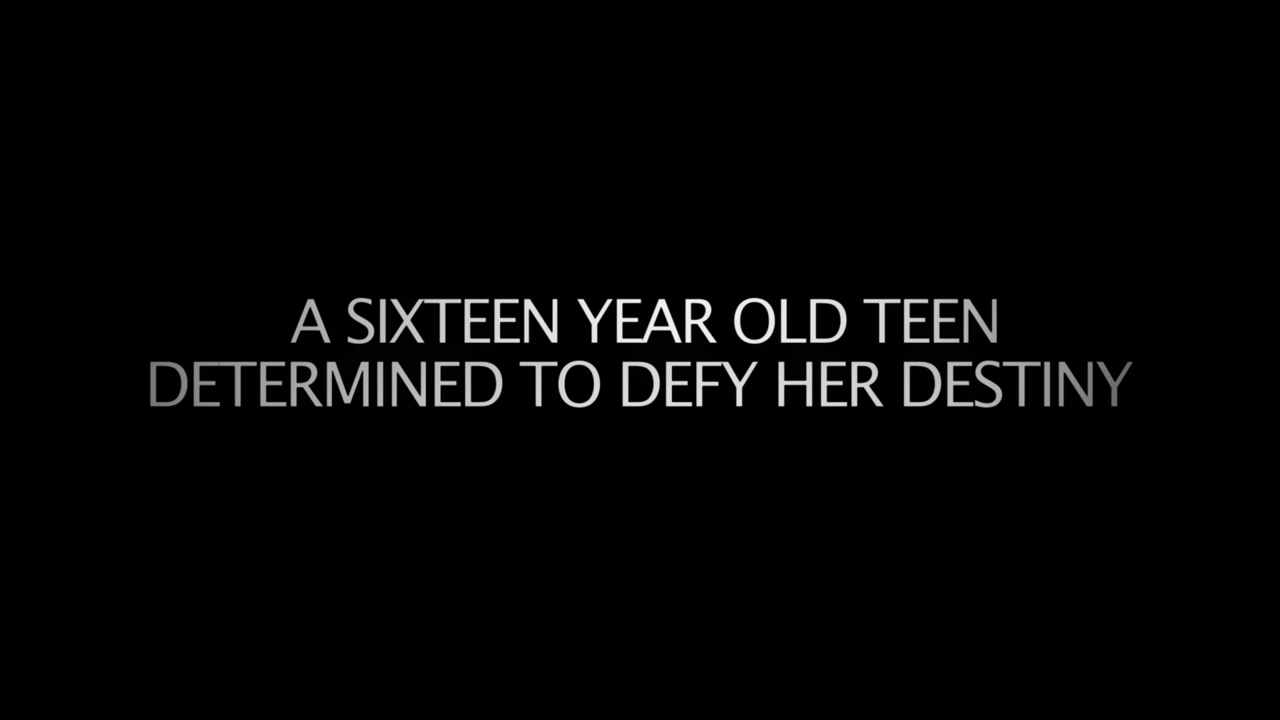 A SIXTEEN YEAR OLD TEEN
DETERMINED TO DEFY HER DESTINY